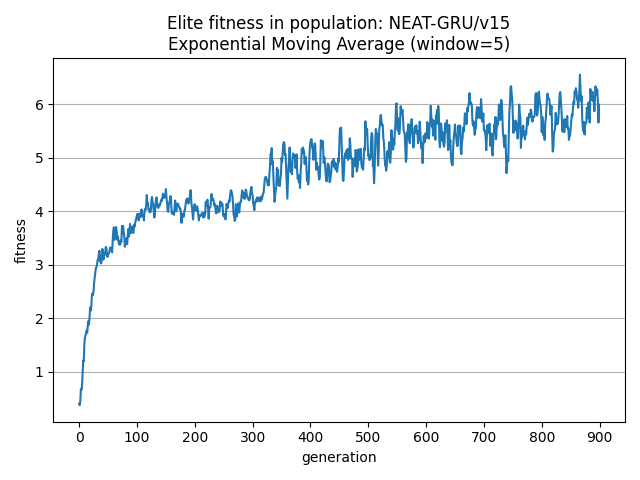 Elite fitness in population: NEAT-GRU/v15
Exponential Moving Average (window=5)
fitness
6
5
4
3
2
1
0 100 200 300 400 500 600 700 800 900
generation